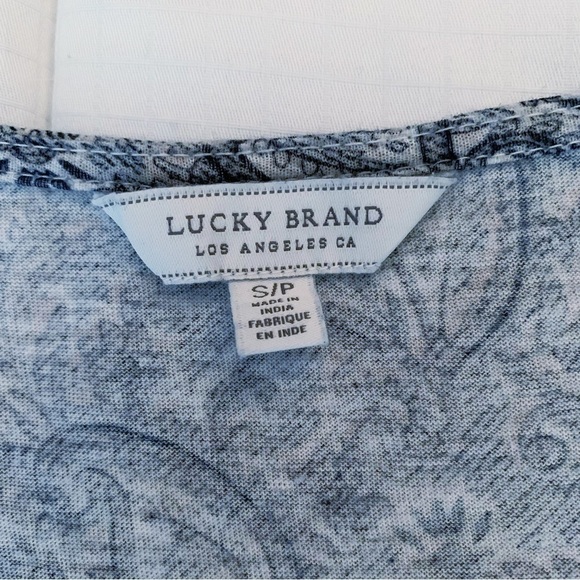 LUCKY BRAND
LOS ANGELES CA
S/P
MADE IN
INDIA
FABRIQUE
EN INDE